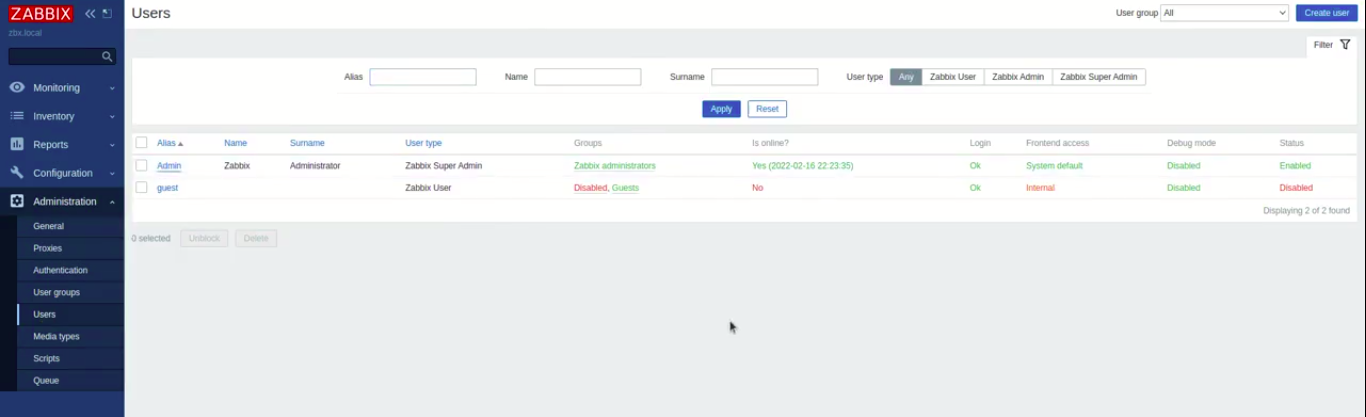 ZABBIX
zbx.local
Monitoring
Inventory
Reports
Configuration
Administration
General
Proxies
Authentication
User groups
Users
Media types
Scripts
Queue
Users
User group All Create user
Filter
Alias Name Surname User type Any Zabbix User Zabbix Admin Zabbix Super Admin
Apply Reset
Alias Name Surname User type Groups Is online? Login Frontend access Debug mode Status
Admin Zabbix Administrator Zabbix Super Admin Zabbix administrators Yes (2022-02-16 22:23:35) Ok System default Disabled Enabled
guest Zabbix User Disabled, Guests No Ok Internal Disabled Disabled
Displaying 2 of 2 found
0 selected Unblock Delete